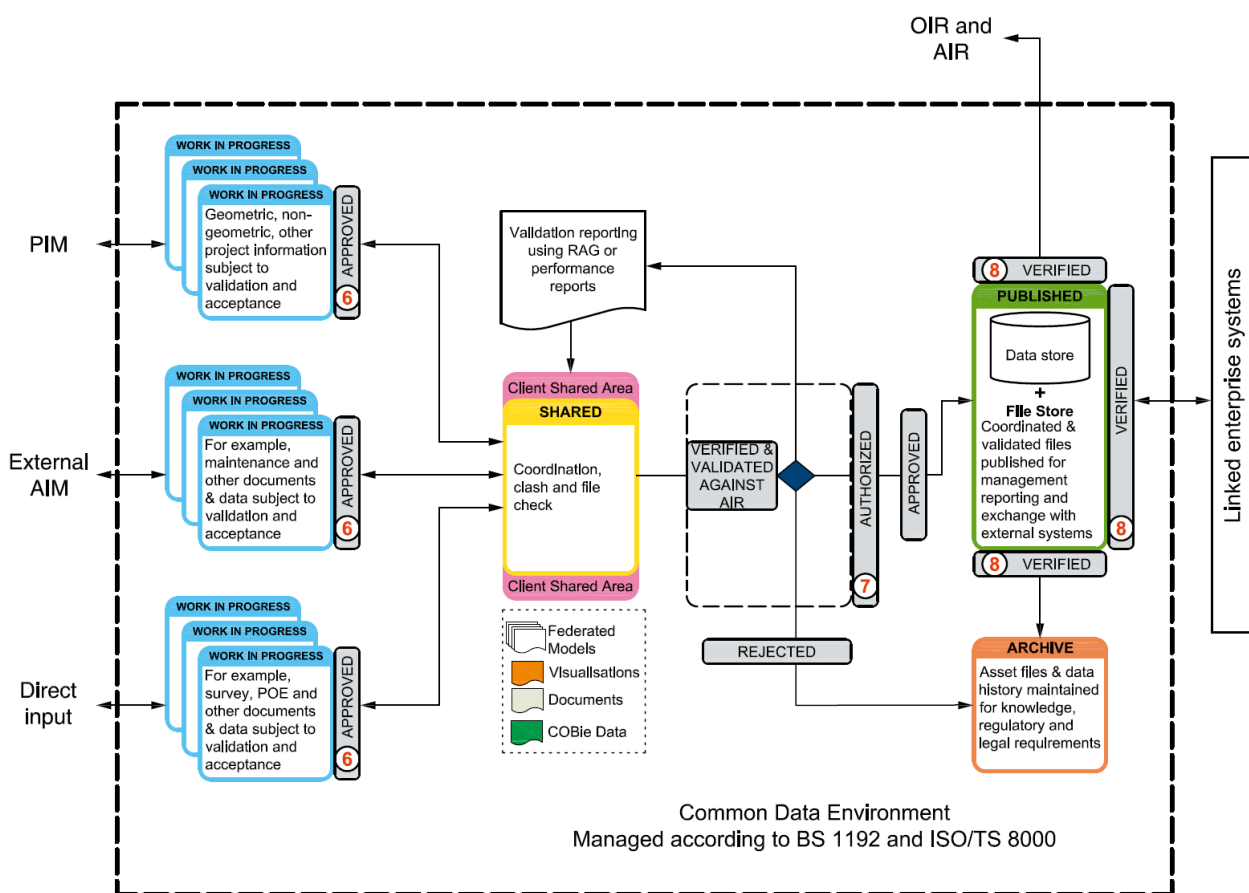 OIR and
AIR
PIM
WORK IN PROGRESS
WORK IN PROGRESS
WORK IN PROGRESS
Geometric, non-
geometric, other
project information
subject to
validation and
acceptance
APPROVED
6
External
AIM
WORK IN PROGRESS
WORK IN PROGRESS
WORK IN PROGRESS
For example,
maintenance and
other documents
& data subject to
validation and
acceptance
APPROVED
6
Direct
input
WORK IN PROGRESS
WORK IN PROGRESS
WORK IN PROGRESS
For example,
survey, POE and
other documents
& data subject to
validation and
acceptance
APPROVED
6
Validation reporting
using RAG or
performance
reports
Client Shared Area
SHARED
Coordination,
clash and file
check
Client Shared Area
Federated
Models
Visualisations
Documents
COBie Data
VERIFIED &
VALIDATED
AGAINST
AIR
AUTHORIZED
7
APPROVED
REJECTED
8 VERIFIED
PUBLISHED
Data store
+
File Store
Coordinated &
validated files
published for
management
reporting and
exchange with
external systems
VERIFIED
8
8 VERIFIED
ARCHIVE
Asset files & data
history maintained
for knowledge,
regulatory and
legal requirements
Linked enterprise systems
Common Data Environment
Managed according to BS 1192 and ISO/TS 8000